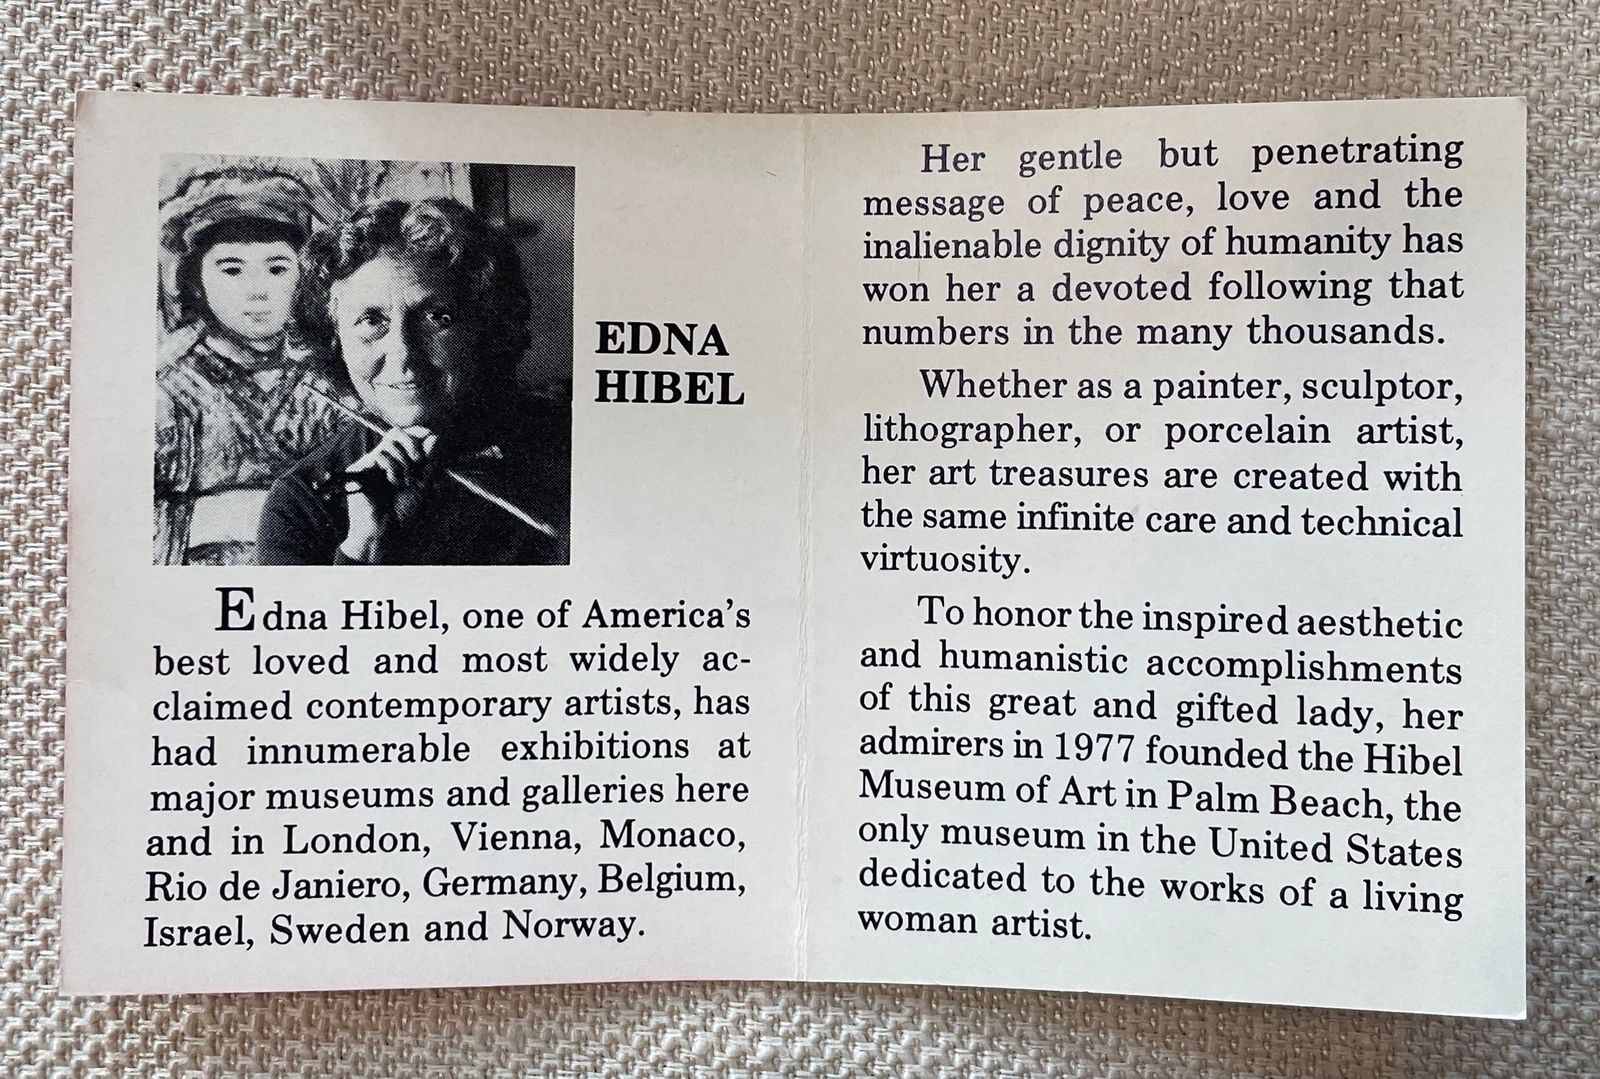 EDNA
HIBEL
Edna Hibel, one of America's
best loved and most widely ac-
claimed contemporary artists, has
had innumerable exhibitions at
major museums and galleries here
and in London, Vienna, Monaco,
Rio de Janiero, Germany, Belgium,
Israel, Sweden and Norway.
Her gentle but penetrating
message of peace, love and the
inalienable dignity of humanity has
won her a devoted following that
numbers in the many thousands.
Whether as a painter, sculptor,
lithographer, or porcelain artist,
her art treasures are created with
the same infinite care and technical
virtuosity.
To honor the inspired aesthetic
and humanistic accomplishments
of this great and gifted lady, her
admirers in 1977 founded the Hibel
Museum of Art in Palm Beach, the
only museum in the United States
dedicated to the works of a living
woman artist.